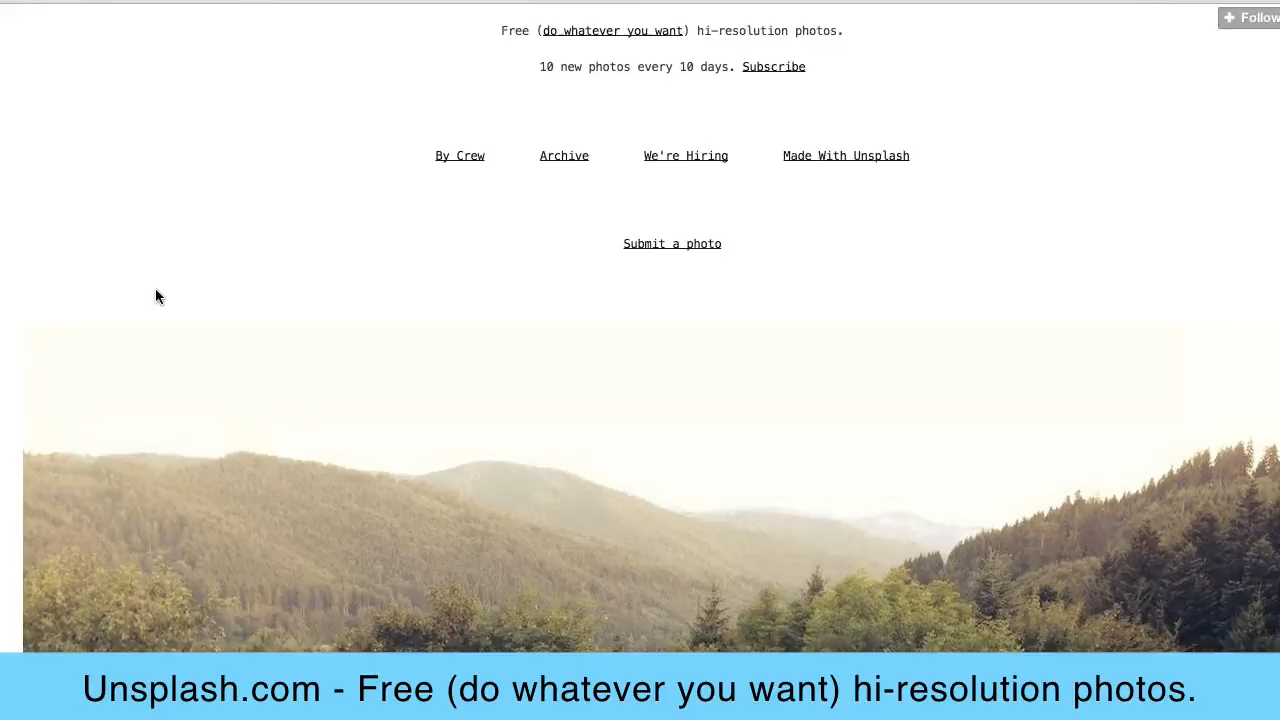 + Follow
Free (do whatever you want) hi-resolution photos.
10 new photos every 10 days. Subscribe
By Crew Archive We're Hiring Made With Unsplash
Submit a photo
Unsplash.com - Free (do whatever you want) hi-resolution photos.